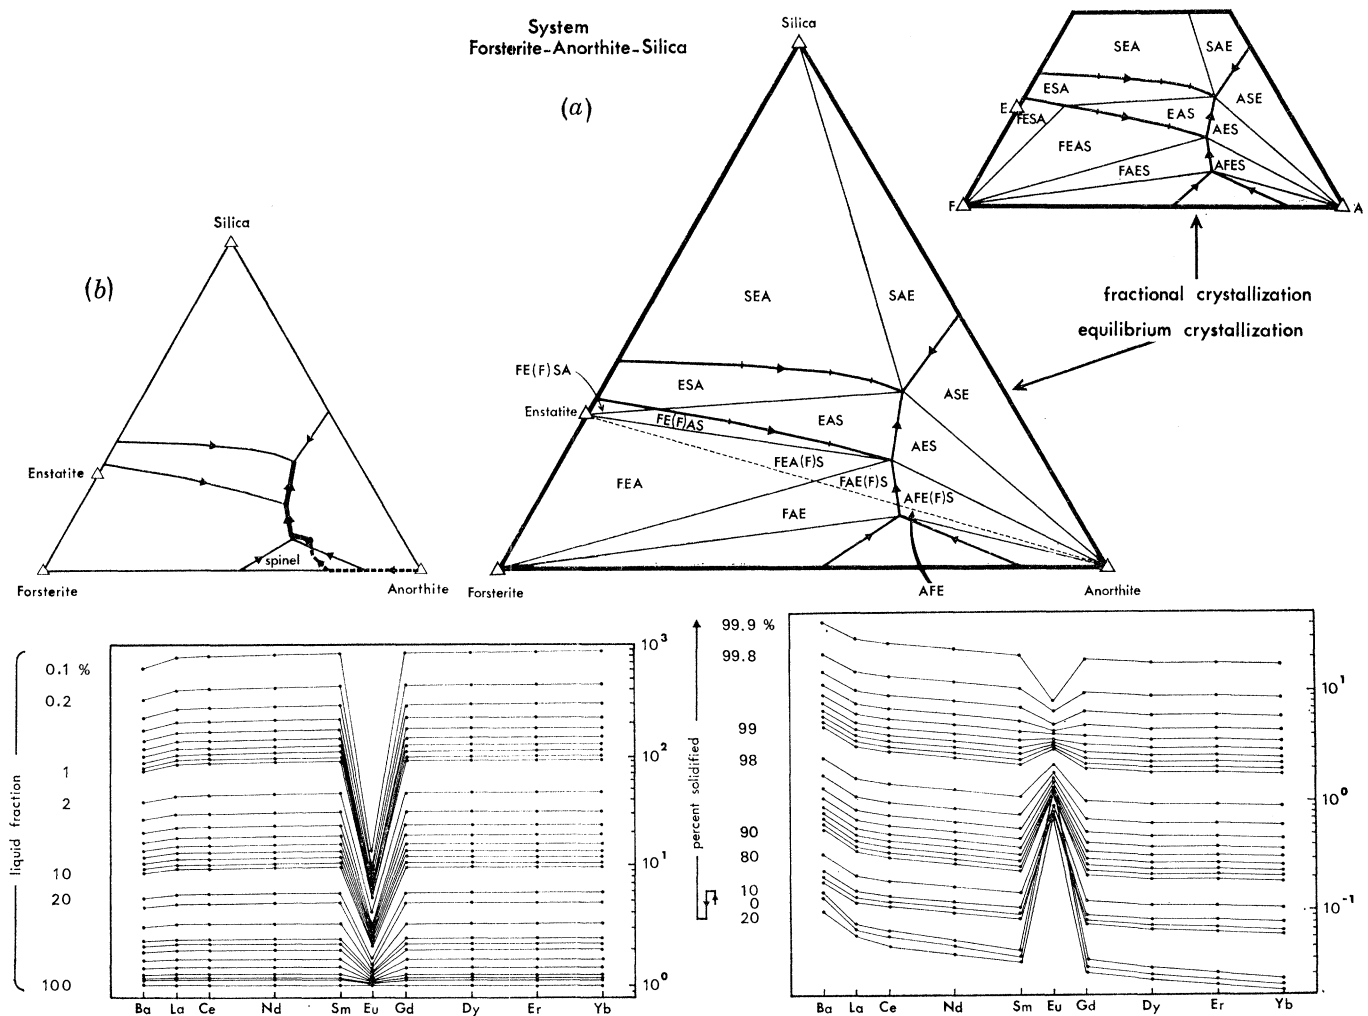 System
Forsterite-Anorthite-Silica
(a)
Silica
SEA
SAE
FE(F)SA
ESA
ASE
Enstatite
FE(F)AS
EAS
AES
FEA(F)S
FEA
FAE(F)S
AFE(F)S
FAE
Forsterite
AFE
Anorthite
SEA
SAE
ESA
ASE
E
FESA
EAS
AES
FEAS
FAES
AFES
F
A
fractional crystallization
equilibrium crystallization
(b)
Silica
Enstatite
spinel
Forsterite
Anorthite
liquid fraction
0.1 %
0.2
1
2
10
20
100
10³
10²
10¹
10⁰
Ba La Ce Nd Sm Eu Gd Dy Er Yb
percent solidified
99.9 %
99.8
99
98
90
80
10
0
20
10¹
10⁰
10⁻¹
Ba La Ce Nd Sm Eu Gd Dy Er Yb